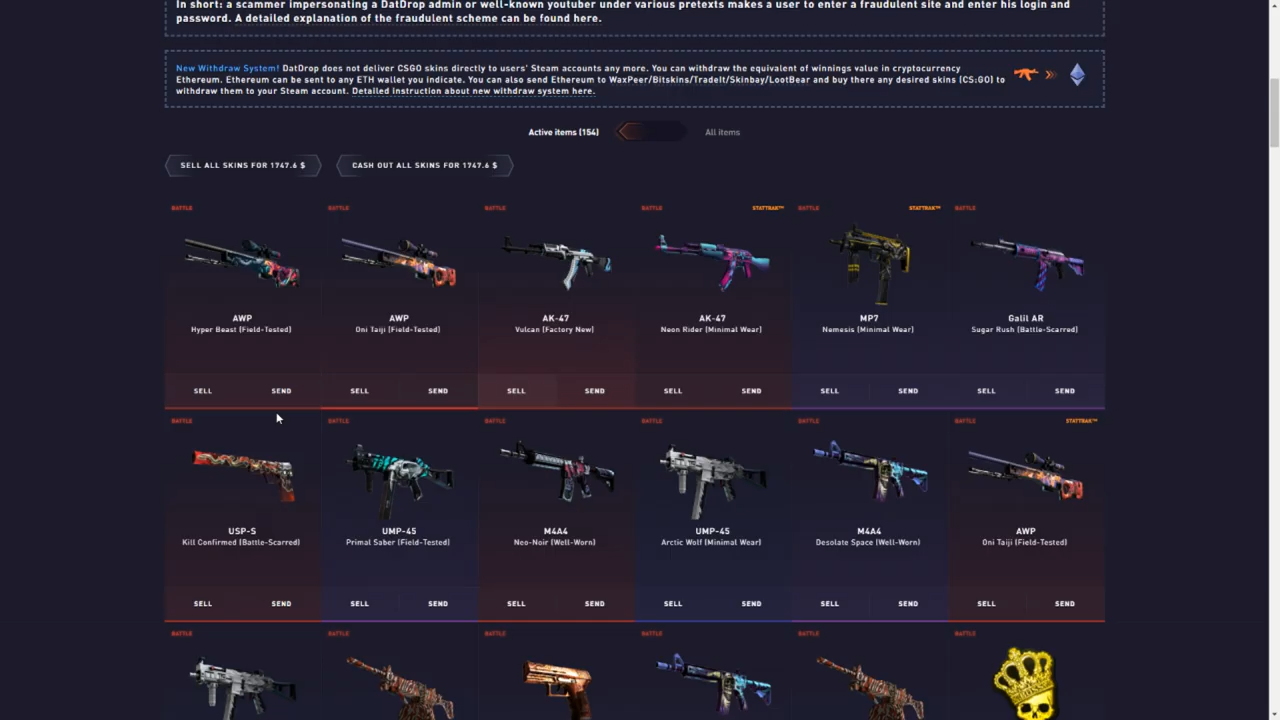 In short: a scammer impersonating a DatDrop admin or well-known youtuber under various pretexts makes a user to enter a fraudulent site and enter his login and
password. A detailed explanation of the fraudulent scheme can be found here.
New Withdraw System! DatDrop does not deliver CSGO skins directly to users' Steam accounts any more. You can withdraw the equivalent of winnings value in cryptocurrency
Ethereum. Ethereum can be sent to any ETH wallet you indicate. You can also send Ethereum to WaxPeer/Bitskins/TradeIt/Skinbay/LootBear and buy there any desired skins (CS:GO) to
withdraw them to your Steam account. Detailed instruction about new withdraw system here.
Active items (154) All items
SELL ALL SKINS FOR 1747.6 $ CASH OUT ALL SKINS FOR 1747.6 $
BATTLE BATTLE BATTLE BATTLE STATTRAK™ BATTLE STATTRAK™ BATTLE
AWP AWP AK-47 AK-47 MP7 Galil AR
Hyper Beast (Field-Tested) Oni Taiji (Field-Tested) Vulcan (Factory New) Neon Rider (Minimal Wear) Nemesis (Minimal Wear) Sugar Rush (Battle-Scarred)
SELL SEND SELL SEND SELL SEND SELL SEND SELL SEND SELL SEND
BATTLE BATTLE BATTLE BATTLE BATTLE BATTLE STATTRAK™
USP-S UMP-45 M4A4 UMP-45 M4A4 AWP
Kill Confirmed (Battle-Scarred) Primal Saber (Field-Tested) Neo-Noir (Well-Worn) Arctic Wolf (Minimal Wear) Desolate Space (Well-Worn) Oni Taiji (Field-Tested)
SELL SEND SELL SEND SELL SEND SELL SEND SELL SEND SELL SEND
BATTLE BATTLE BATTLE BATTLE BATTLE BATTLE